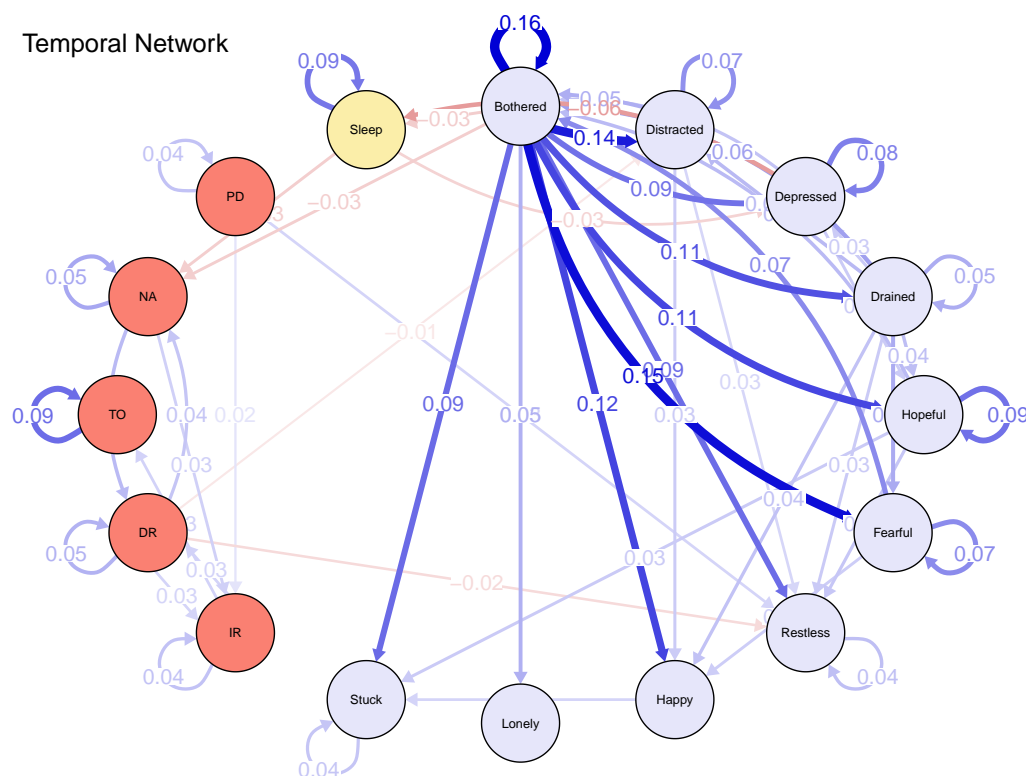 Temporal Network
0.16
0.09
0.07
Bothered
0.05
−0.06
Sleep
−0.03
0.14
Distracted
0.04
0.06
0.08
PD
0.09
Depressed
−0.03
−0.03
0.03
0.11
0.07
0.05
NA
0.05
Drained
0.11
−0.01
0.03
0.04
0.15
0.09
0.09
TO
0.09
0.12
0.05
0.03
Hopeful
0.09
0.04
0.02
0.03
0.03
0.04
DR
0.05
Fearful
0.07
0.03
0.03
0.03
−0.02
IR
0.04
Restless
0.04
Stuck
Lonely
Happy
0.04